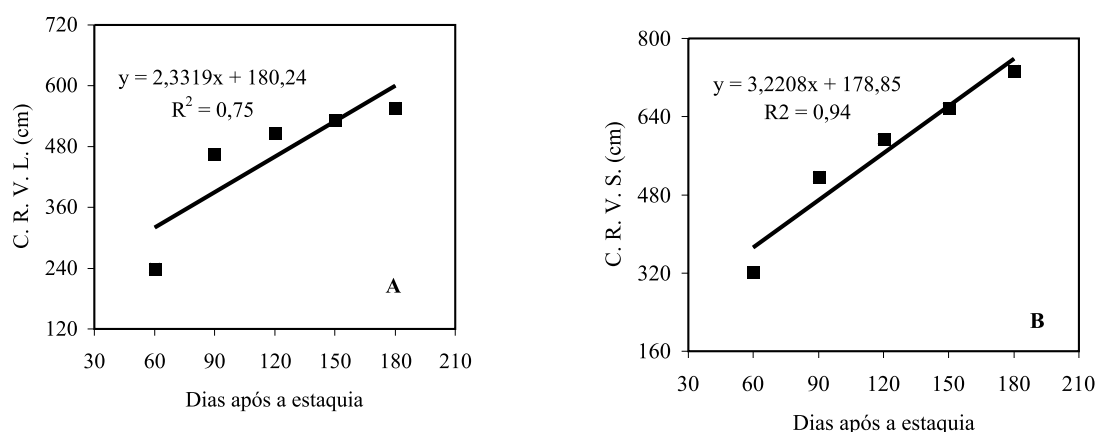 720
600
480
360
240
120
C. R. V. L. (cm)
y = 2,3319x + 180,24
R² = 0,75
A
30 60 90 120 150 180 210
Dias após a estaquia
800
640
480
320
160
C. R. V. S. (cm)
y = 3,2208x + 178,85
R2 = 0,94
B
30 60 90 120 150 180 210
Dias após a estaquia